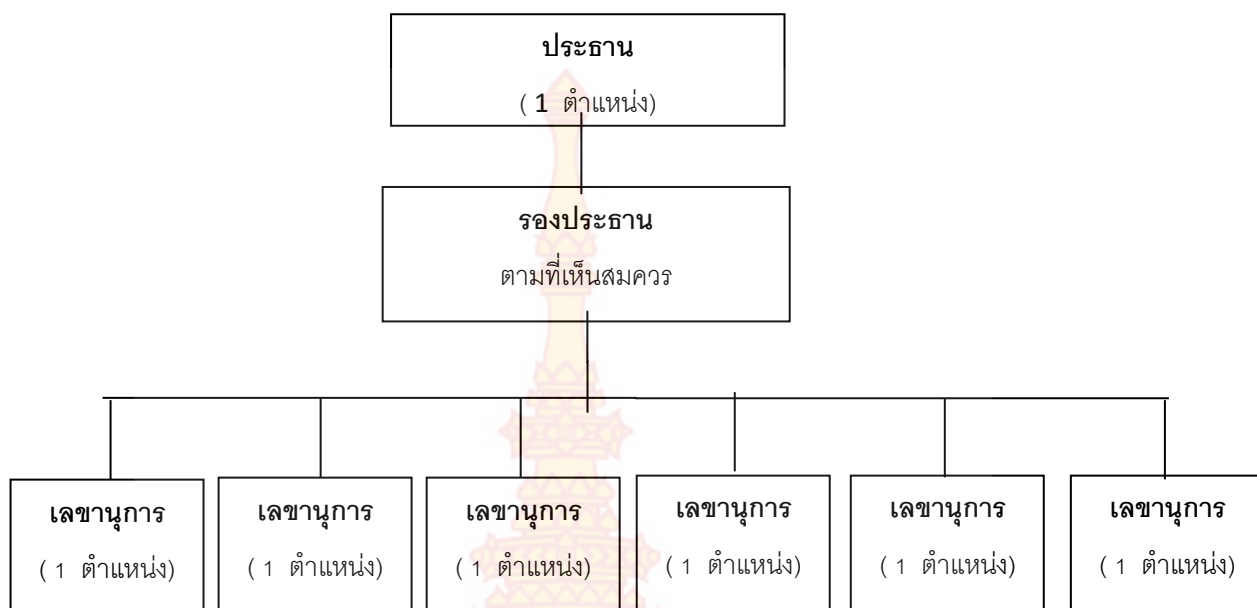 ประธาน
( 1 ตำแหน่ง)
รองประธาน
ตามที่เห็นสมควร
เลขานุการ
( 1 ตำแหน่ง)
เลขานุการ
( 1 ตำแหน่ง)
เลขานุการ
( 1 ตำแหน่ง)
เลขานุการ
( 1 ตำแหน่ง)
เลขานุการ
( 1 ตำแหน่ง)
เลขานุการ
( 1 ตำแหน่ง)